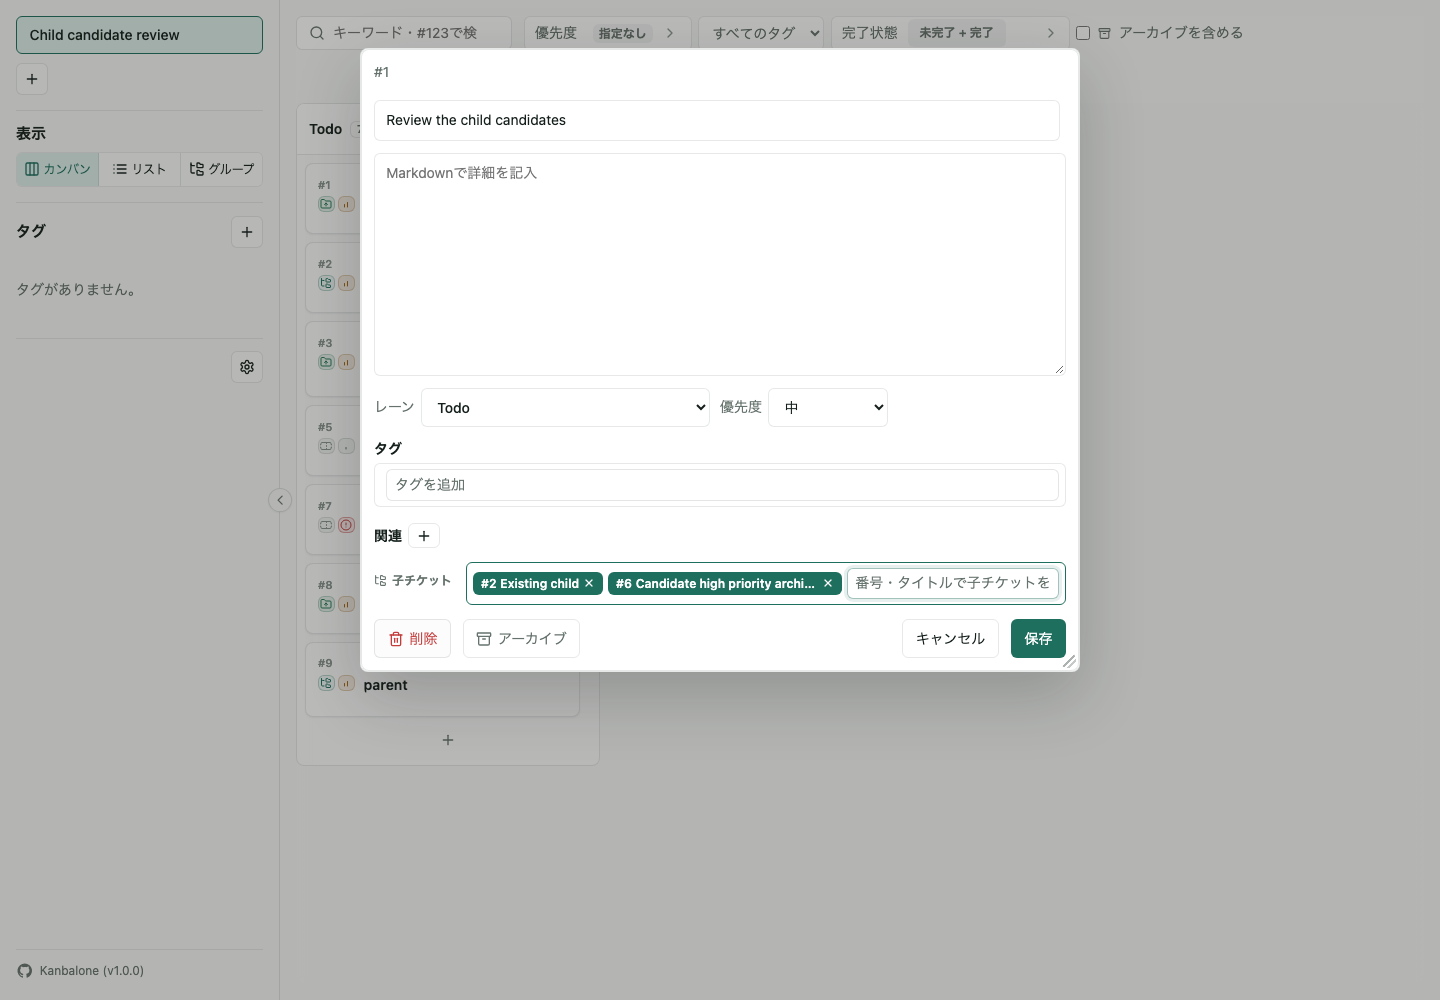 Child candidate review
表示
カンバン
リスト
グループ
タグ
タグがありません。
Kanbalone (v1.0.0)
キーワード・#123で検
優先度
指定なし
すべてのタグ
完了状態
未完了 + 完了
アーカイブを含める
Todo
#1
#2
#3
#5
#7
#8
#9
parent
#1
Review the child candidates
Markdownで詳細を記入
レーン
Todo
優先度
中
タグ
タグを追加
関連
子チケット
#2 Existing child
#6 Candidate high priority archi...
番号・タイトルで子チケットを
削除
アーカイブ
キャンセル
保存